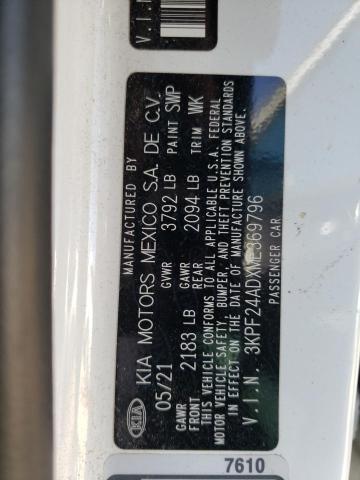 V.I.N
MANUFACTURED BY
KIA KIA MOTORS MEXICO S.A. DE C.V.
05/21 GVWR 3792 LB PAINT SWP
GAWR FRONT 2183 LB GAWR REAR 2094 LB TRIM WK
THIS VEHICLE CONFORMS TO ALL APPLICABLE U.S.A. FEDERAL
MOTOR VEHICLE SAFETY, BUMPER, AND THEFT PREVENTION STANDARDS
IN EFFECT ON THE DATE OF MANUFACTURE SHOWN ABOVE.
V.I.N. 3KPF24ADXME369796
PASSENGER CAR
7610